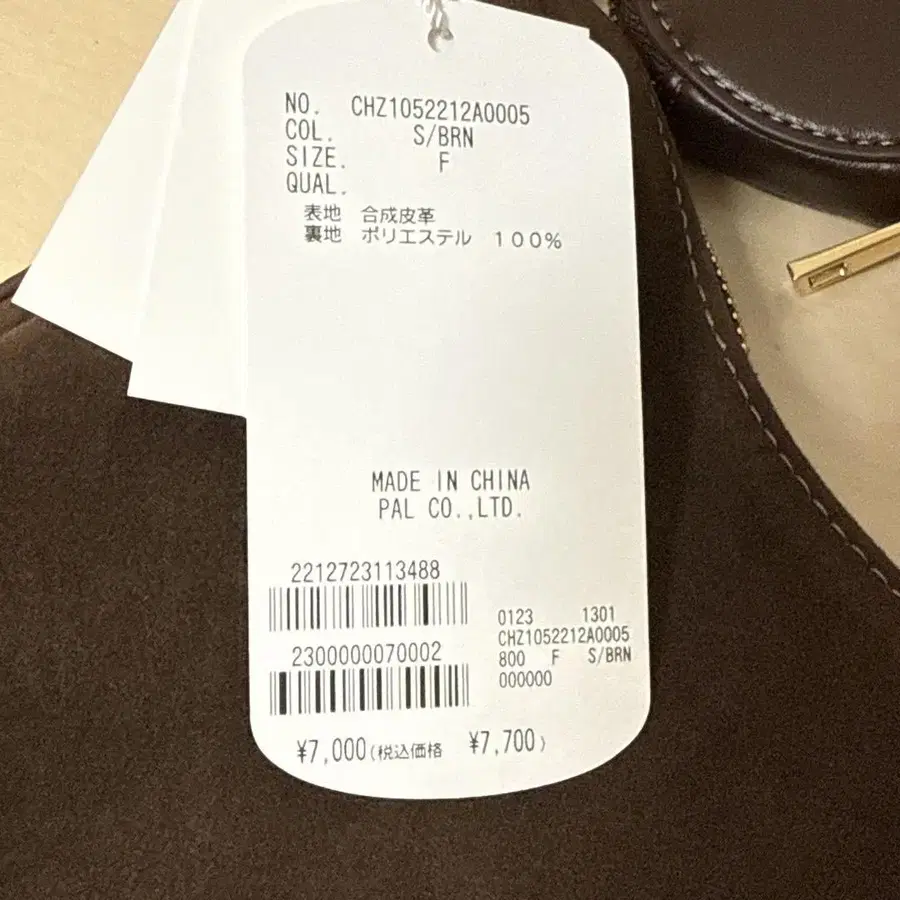 NO. CHZ1052212A0005
COL. S/BRN
SIZE. F
QUAL.
表地 合成皮革
裏地 ポリエステル 100%
MADE IN CHINA
PAL CO.,LTD.
2212723113488
2300000070002
0123 1301
CHZ1052212A0005
800 F S/BRN
000000
¥7,000(税込価格 ¥7,700)